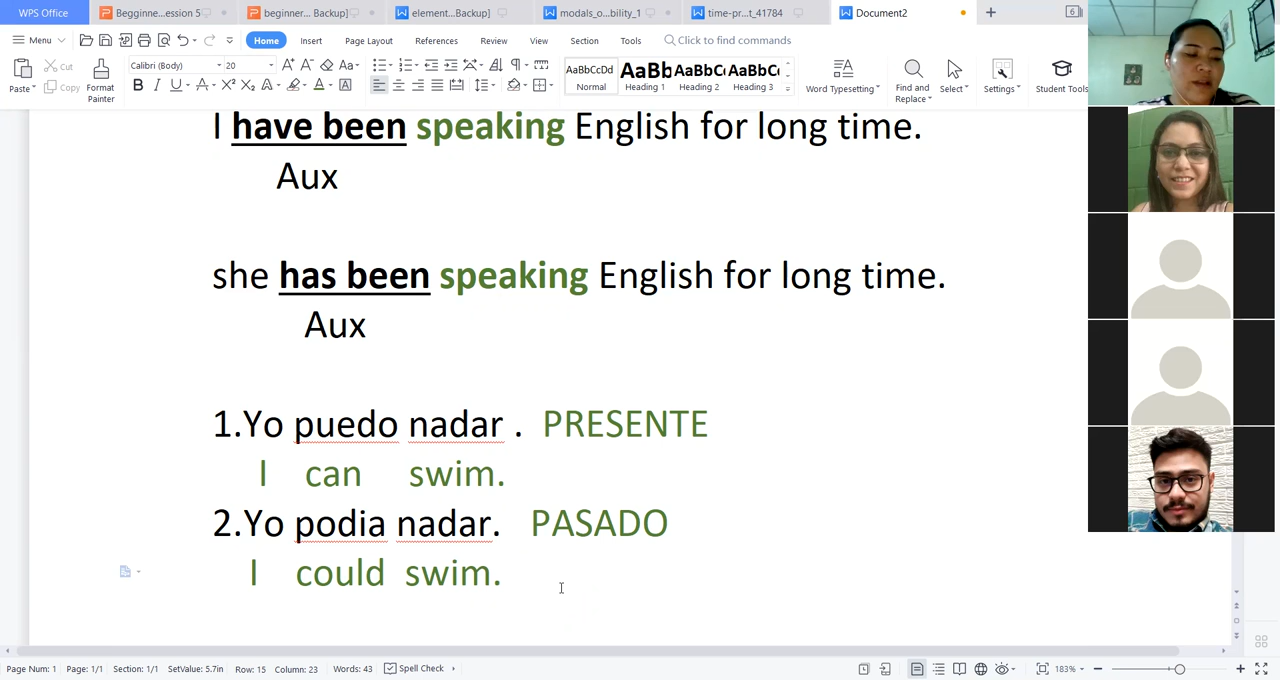 WPS Office
Begginne...ession 5
beginner... Backup]
element...Backup]
modals_o...bility_1
time-pr...t_41784
Document2
6
Menu
Home
Insert
Page Layout
References
Review
View
Section
Tools
Click to find commands
Paste
Cut
Copy
Format Painter
Calibri (Body)
20
AaBbCcDd
Normal
AaBb
Heading 1
AaBbC
Heading 2
AaBbC
Heading 3
Word Typesetting
Find and Replace
Select
Settings
Student Tools
I have been speaking English for long time.
Aux
she has been speaking English for long time.
Aux
1.Yo puedo nadar . PRESENTE
I can swim.
2.Yo podia nadar. PASADO
I could swim.
Page Num: 1 Page: 1/1 Section: 1/1 SetValue: 5.7in Row: 15 Column: 23 Words: 43 Spell Check 183%